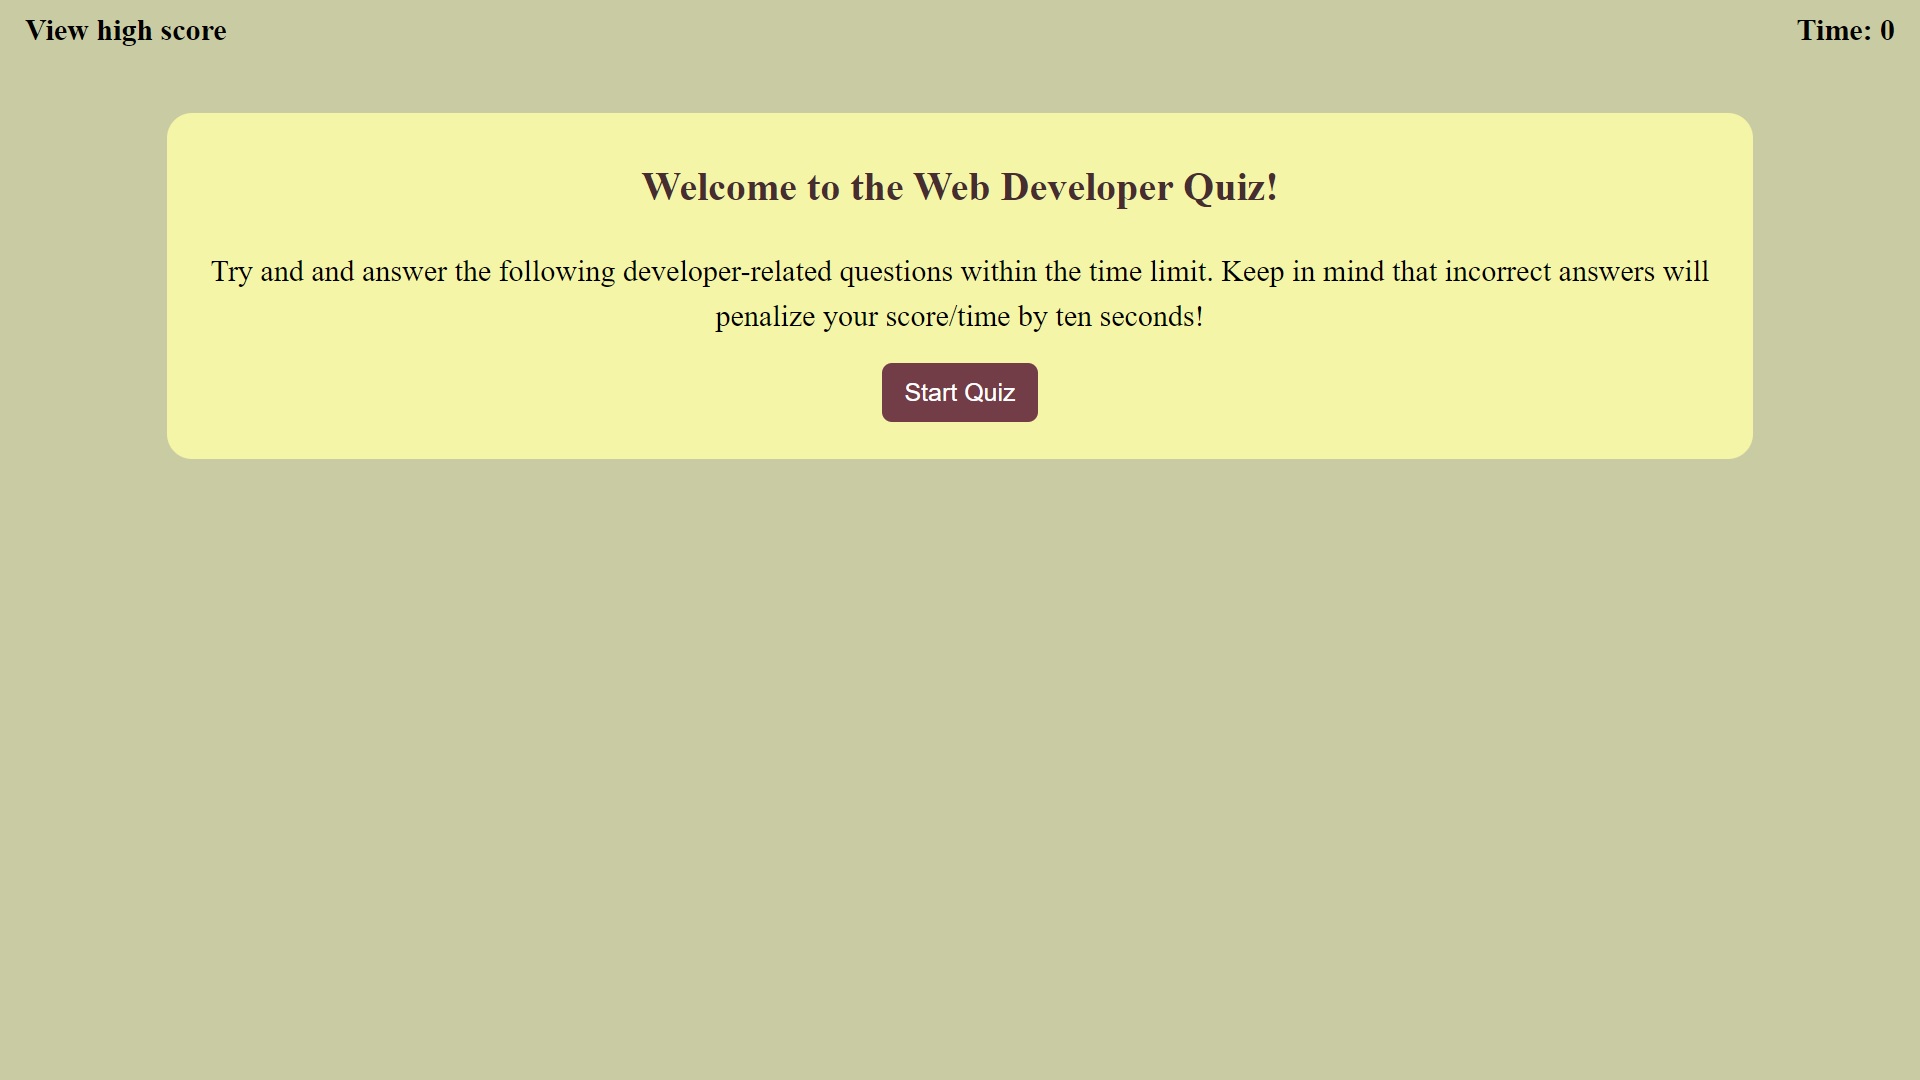 View high score
Time: 0
Welcome to the Web Developer Quiz!
Try and and answer the following developer-related questions within the time limit. Keep in mind that incorrect answers will
penalize your score/time by ten seconds!
Start Quiz